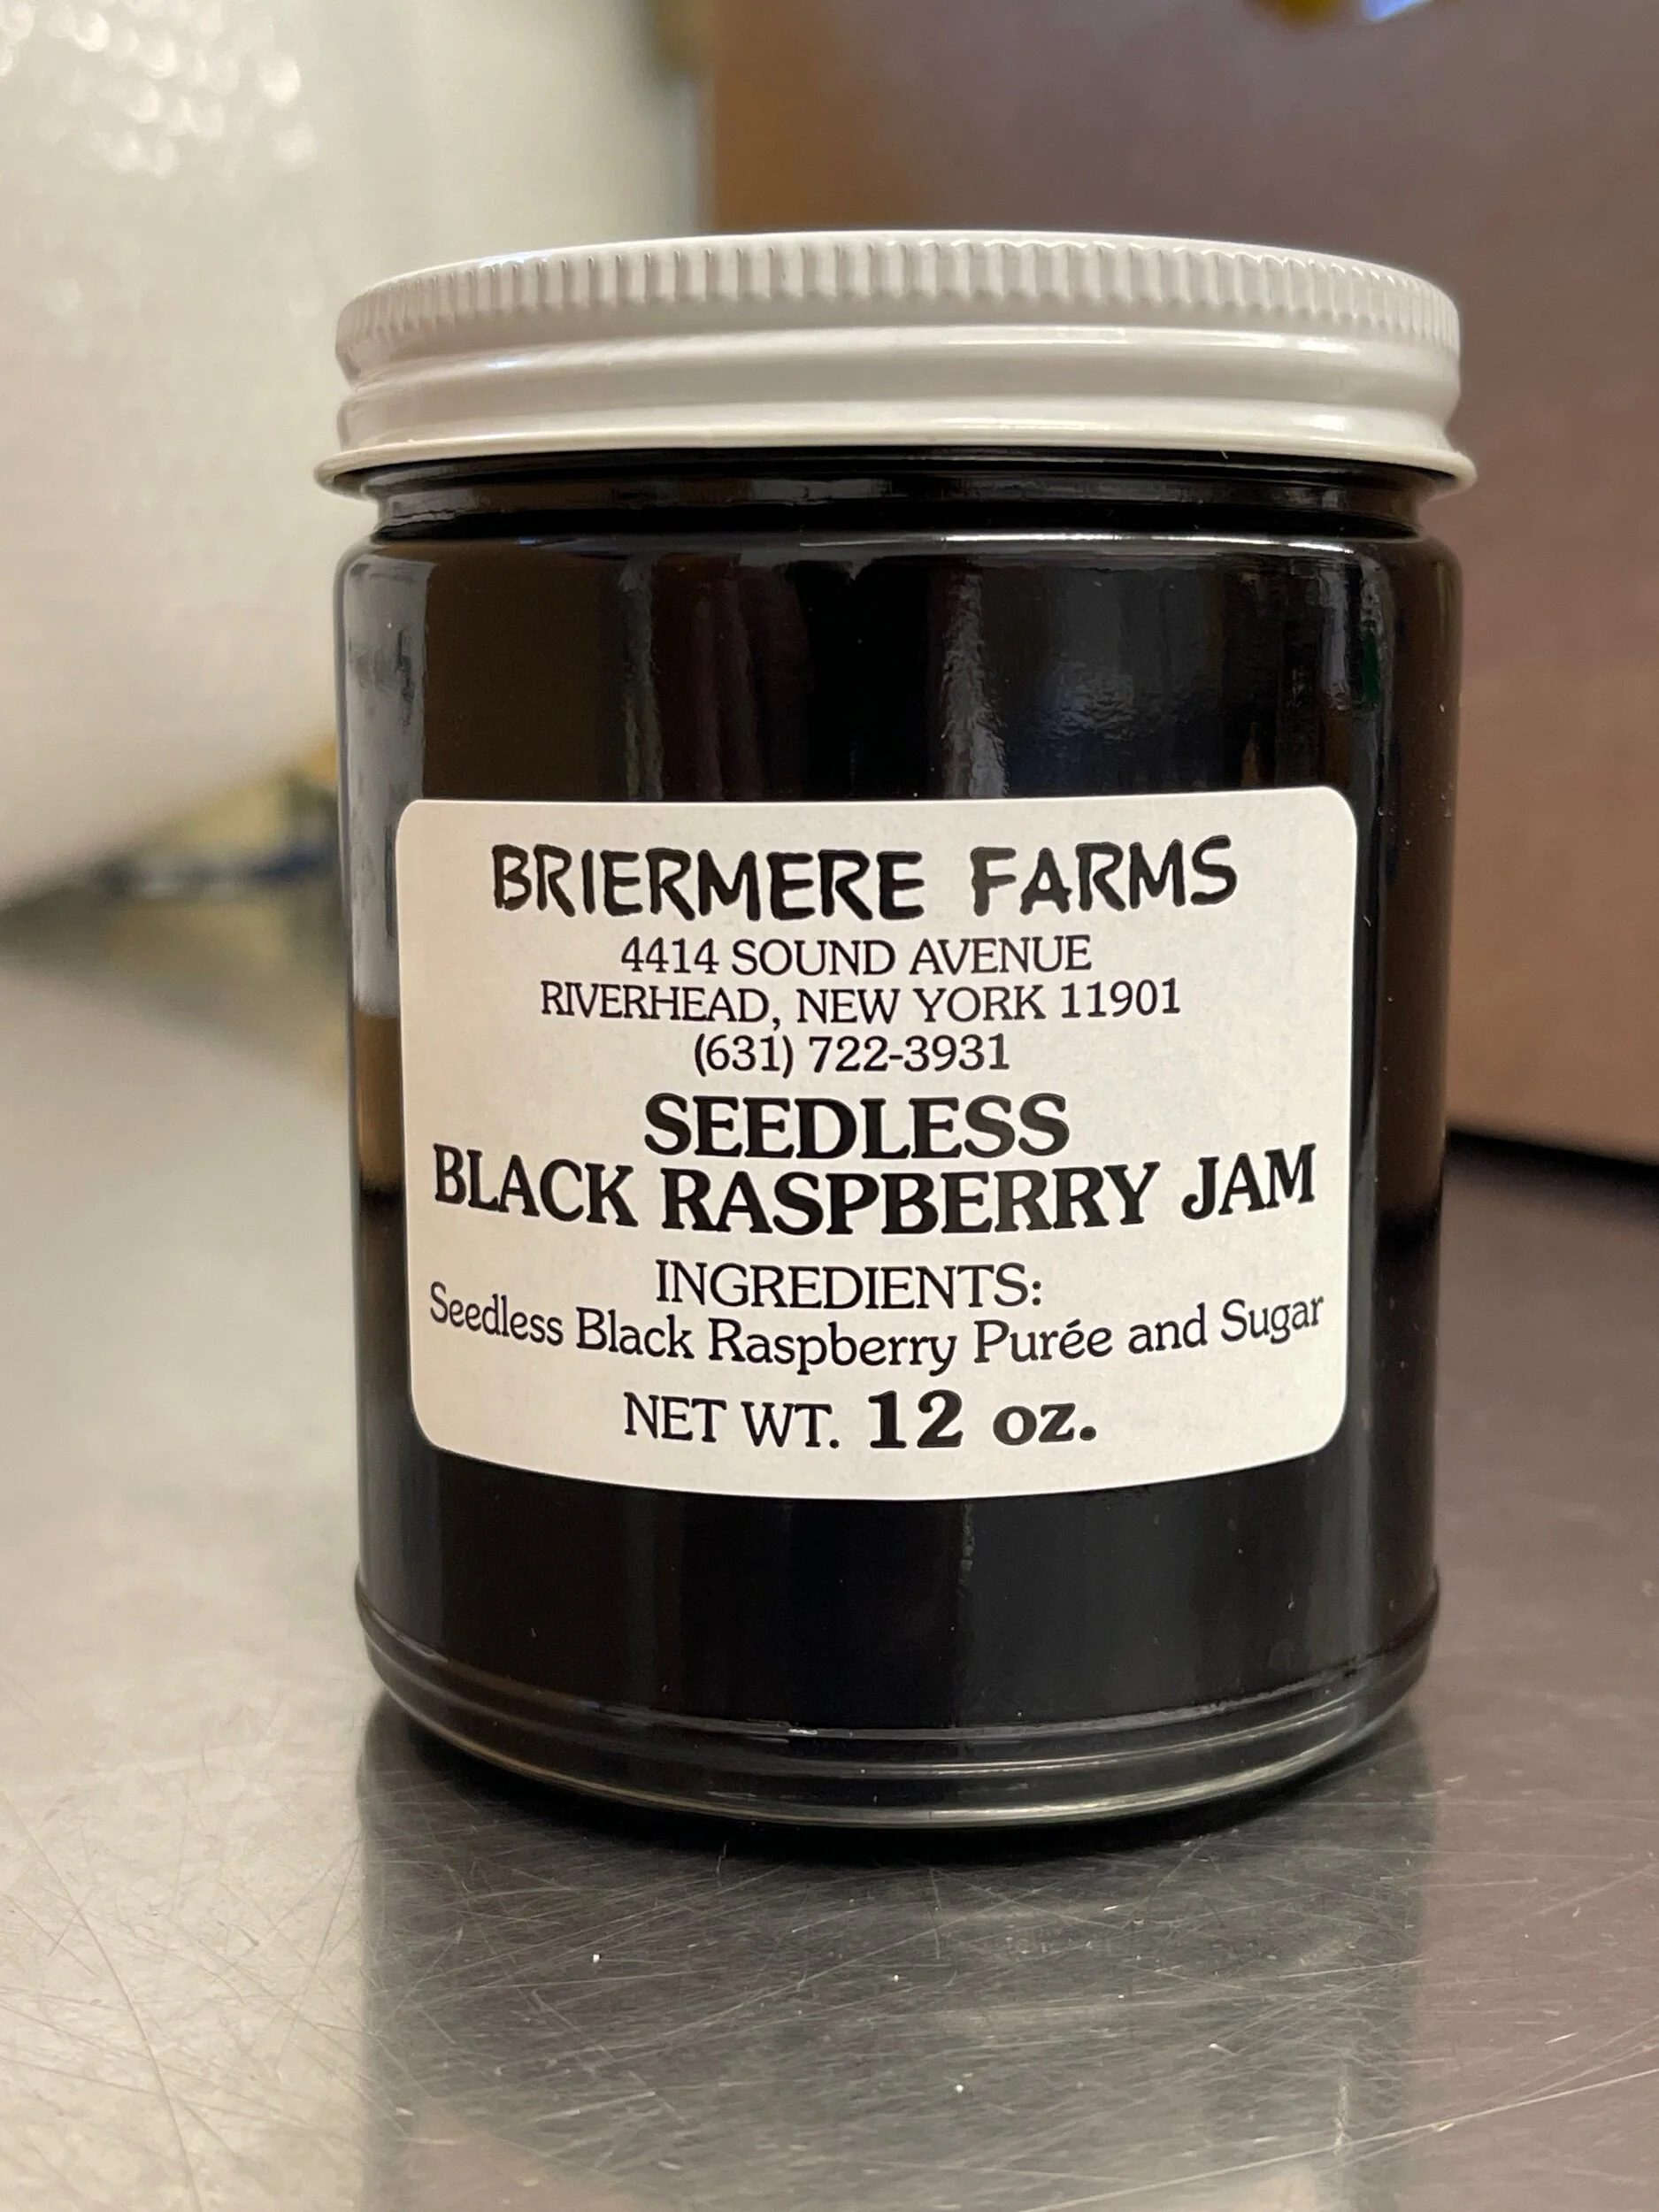 BRIERMERE FARMS
4414 SOUND AVENUE
RIVERHEAD, NEW YORK 11901
(631) 722-3931
SEEDLESS
BLACK RASPBERRY JAM
INGREDIENTS:
Seedless Black Raspberry Purée and Sugar
NET WT. 12 oz.